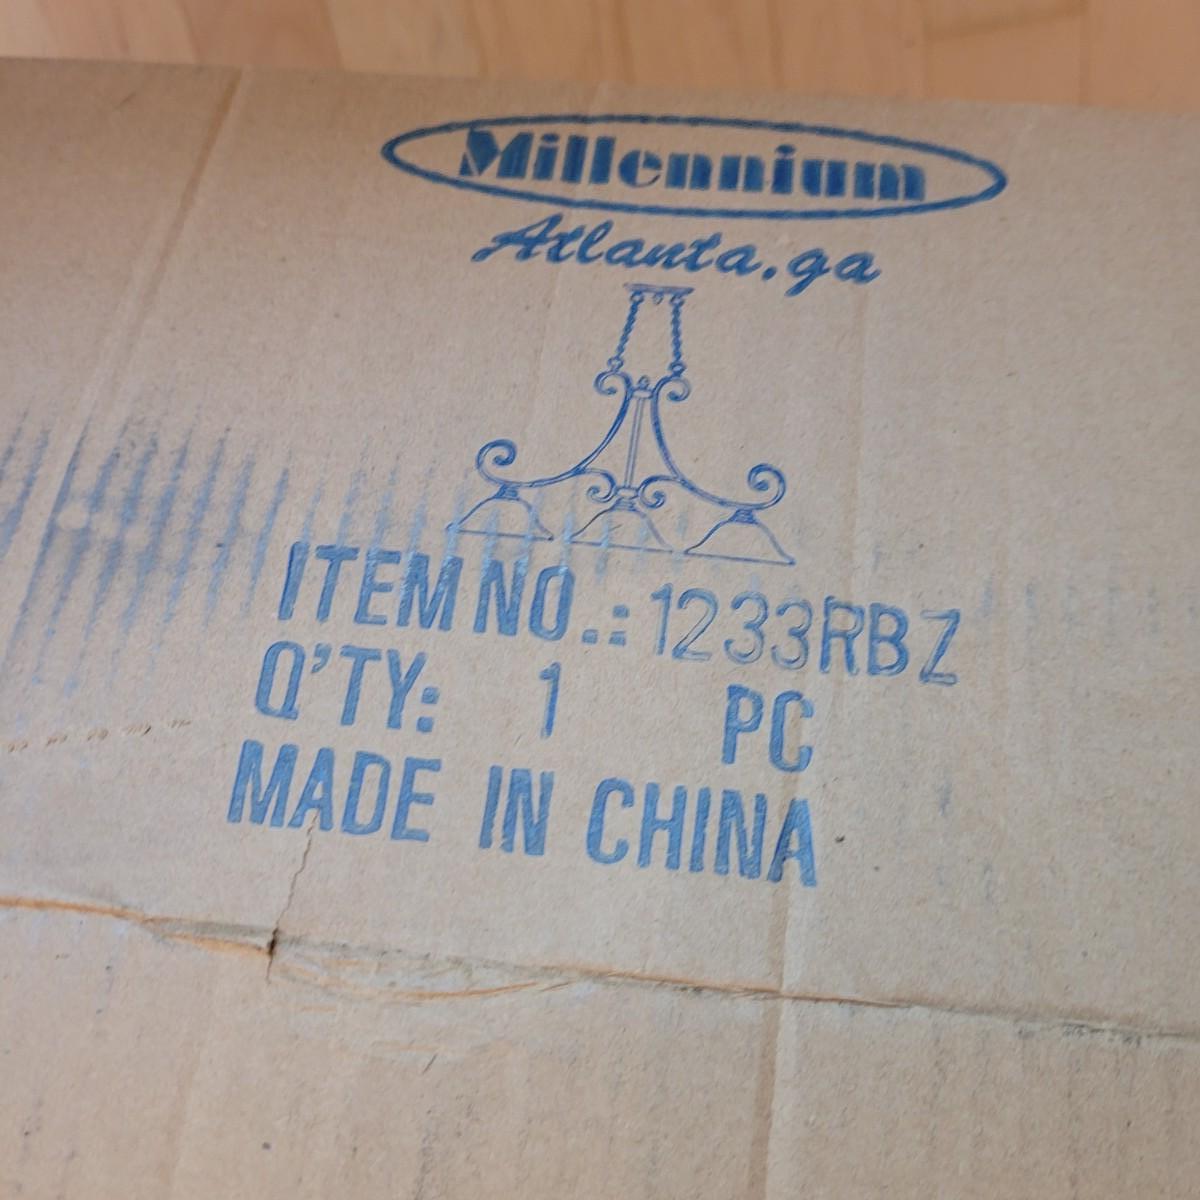 Millennium
Atlanta.ga
ITEM NO.: 1233RBZ
Q'TY: 1 PC
MADE IN CHINA